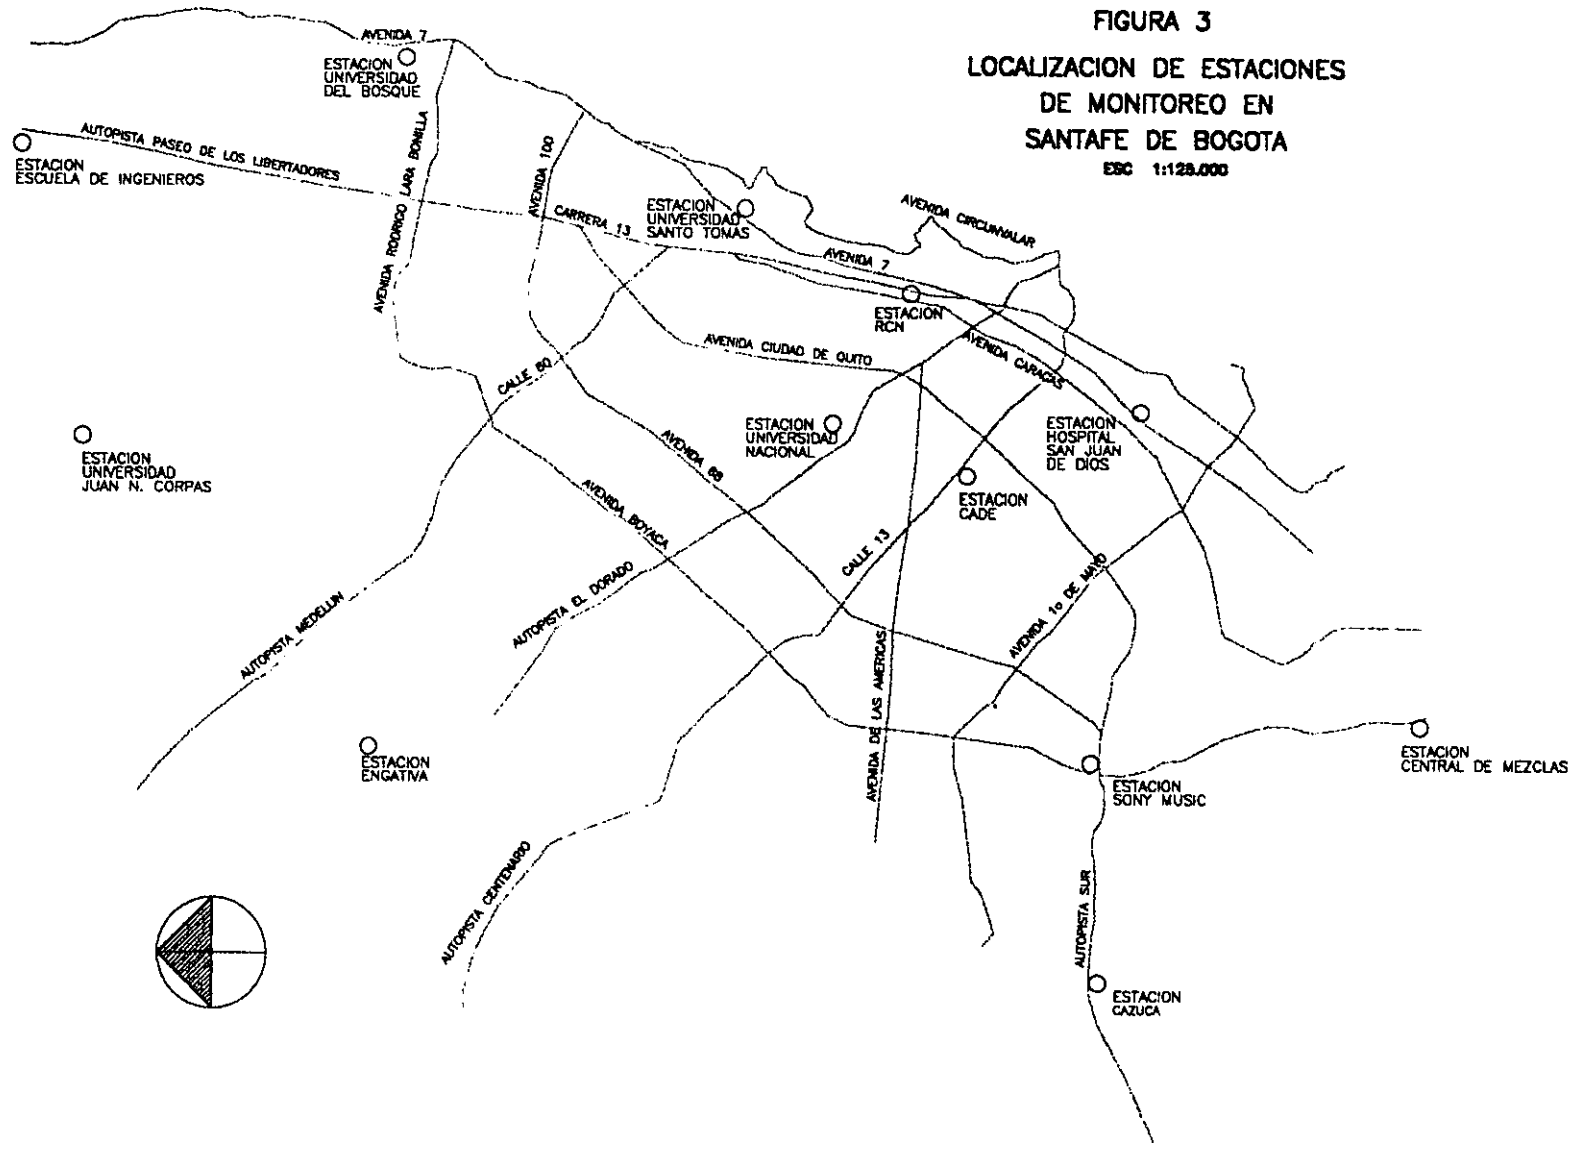 FIGURA 3
LOCALIZACION DE ESTACIONES
DE MONITOREO EN
SANTAFE DE BOGOTA
ESC 1:125.000
AVENIDA 7
ESTACION
UNIVERSIDAD
DEL BOSQUE
AUTOPISTA PASEO DE LOS LIBERTADORES
ESTACION
ESCUELA DE INGENIEROS
AVENIDA RODRIGO LARA BONILLA
AVENIDA 100
CARRERA 13
ESTACION
UNIVERSIDAD
SANTO TOMAS
AVENIDA CIRCUNVALAR
AVENIDA 7
ESTACION
RCN
AVENIDA CARACAS
AVENIDA CIUDAD DE QUITO
CALLE 80
ESTACION
UNIVERSIDAD
NACIONAL
ESTACION
HOSPITAL
SAN JUAN
DE DIOS
ESTACION
UNIVERSIDAD
JUAN N. CORPAS
AVENIDA 68
ESTACION
CADE
AVENIDA BOYACA
CALLE 13
AUTOPISTA EL DORADO
AVENIDA 1o DE MAYO
AUTOPISTA MEDELLIN
AVENIDA DE LAS AMERICAS
ESTACION
ENGATIVA
ESTACION
CENTRAL DE MEZCLAS
ESTACION
SONY MUSIC
AUTOPISTA CENTENARIO
AUTOPISTA SUR
ESTACION
CAZUCA